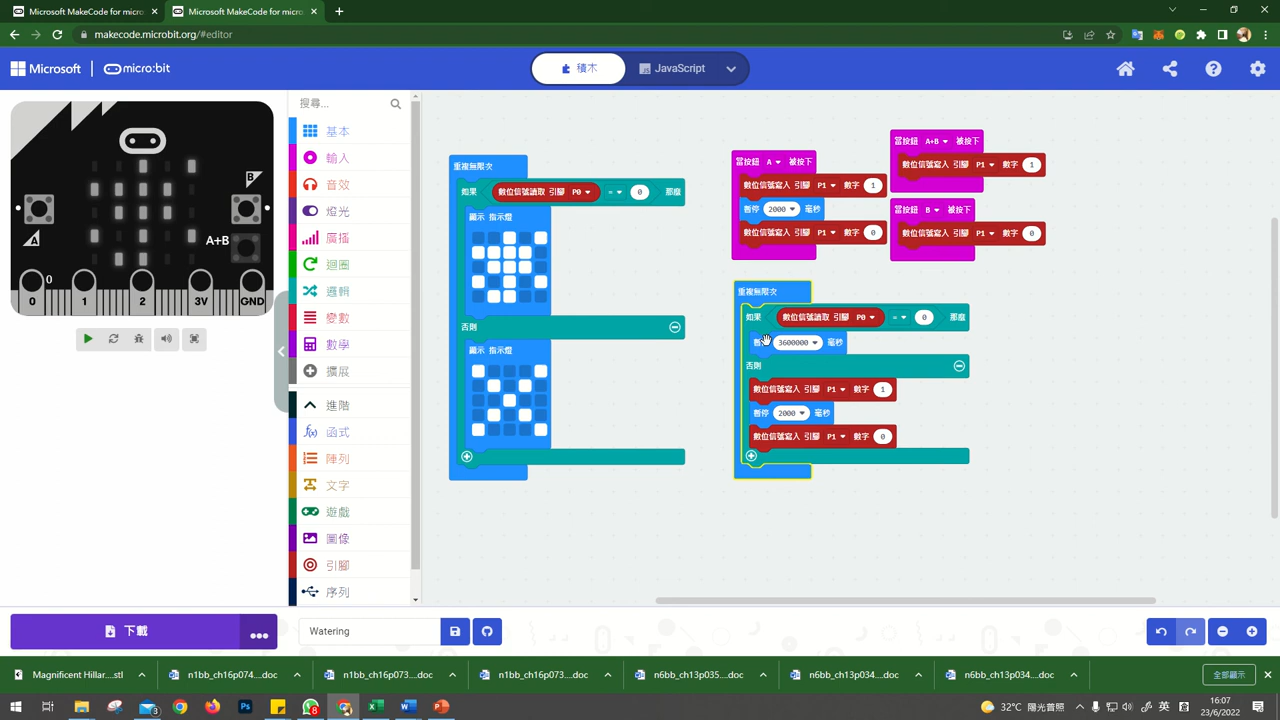 Microsoft MakeCode for micro: ×
Microsoft MakeCode for micro: ×
makecode.microbit.org/#editor
Microsoft
micro:bit
積木
JavaScript
搜尋...
基本
輸入
音效
燈光
廣播
迴圈
邏輯
變數
數學
擴展
進階
函式
陣列
文字
遊戲
圖像
引腳
序列
A
B
A+B
0
0 1 2 3V GND
重複無限次
如果 數位信號讀取 引腳 P0 = 0 那麼
顯示 指示燈
否則
顯示 指示燈
當按鈕 A 被按下
數位信號寫入 引腳 P1 數字 1
暫停 2000 毫秒
數位信號寫入 引腳 P1 數字 0
當按鈕 A+B 被按下
數位信號寫入 引腳 P1 數字 1
當按鈕 B 被按下
數位信號寫入 引腳 P1 數字 0
重複無限次
如果 數位信號讀取 引腳 P0 = 0 那麼
3600000 毫秒
否則
數位信號寫入 引腳 P1 數字 1
暫停 2000 毫秒
數位信號寫入 引腳 P1 數字 0
下載
Watering
Magnificent Hillar....stl
n1bb_ch16p074....doc
n1bb_ch16p073....doc
n1bb_ch16p073....doc
n6bb_ch13p035....doc
n6bb_ch13p034....doc
n6bb_ch13p034....doc
全部顯示
32°C 陽光普照
英
16:07
23/6/2022